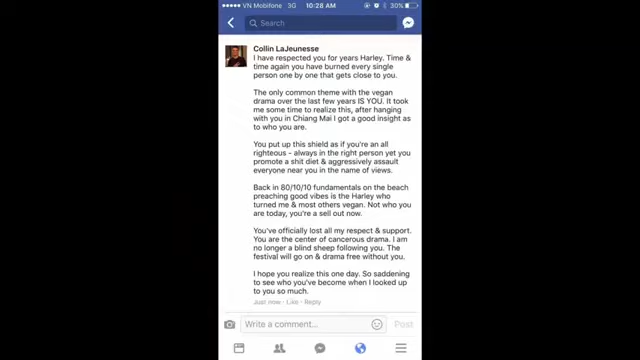 VN Mobifone 3G 10:28 AM 30%
Search
Collin LaJeunesse
I have respected you for years Harley. Time &
time again you have burned every single
person one by one that gets close to you.
The only common theme with the vegan
drama over the last few years IS YOU. It took
me some time to realize this, after hanging
with you in Chiang Mai I got a good insight as
to who you are.
You put up this shield as if you're an all
righteous - always in the right person yet you
promote a shit diet & aggressively assault
everyone near you in the name of views.
Back in 80/10/10 fundamentals on the beach
preaching good vibes is the Harley who
turned me & most others vegan. Not who you
are today, you're a sell out now.
You've officially lost all my respect & support.
You are the center of cancerous drama. I am
no longer a blind sheep following you. The
festival will go on & drama free without you.
I hope you realize this one day. So saddening
to see who you've become when I looked up
to you so much.
Just now · Like · Reply
Write a comment... Post